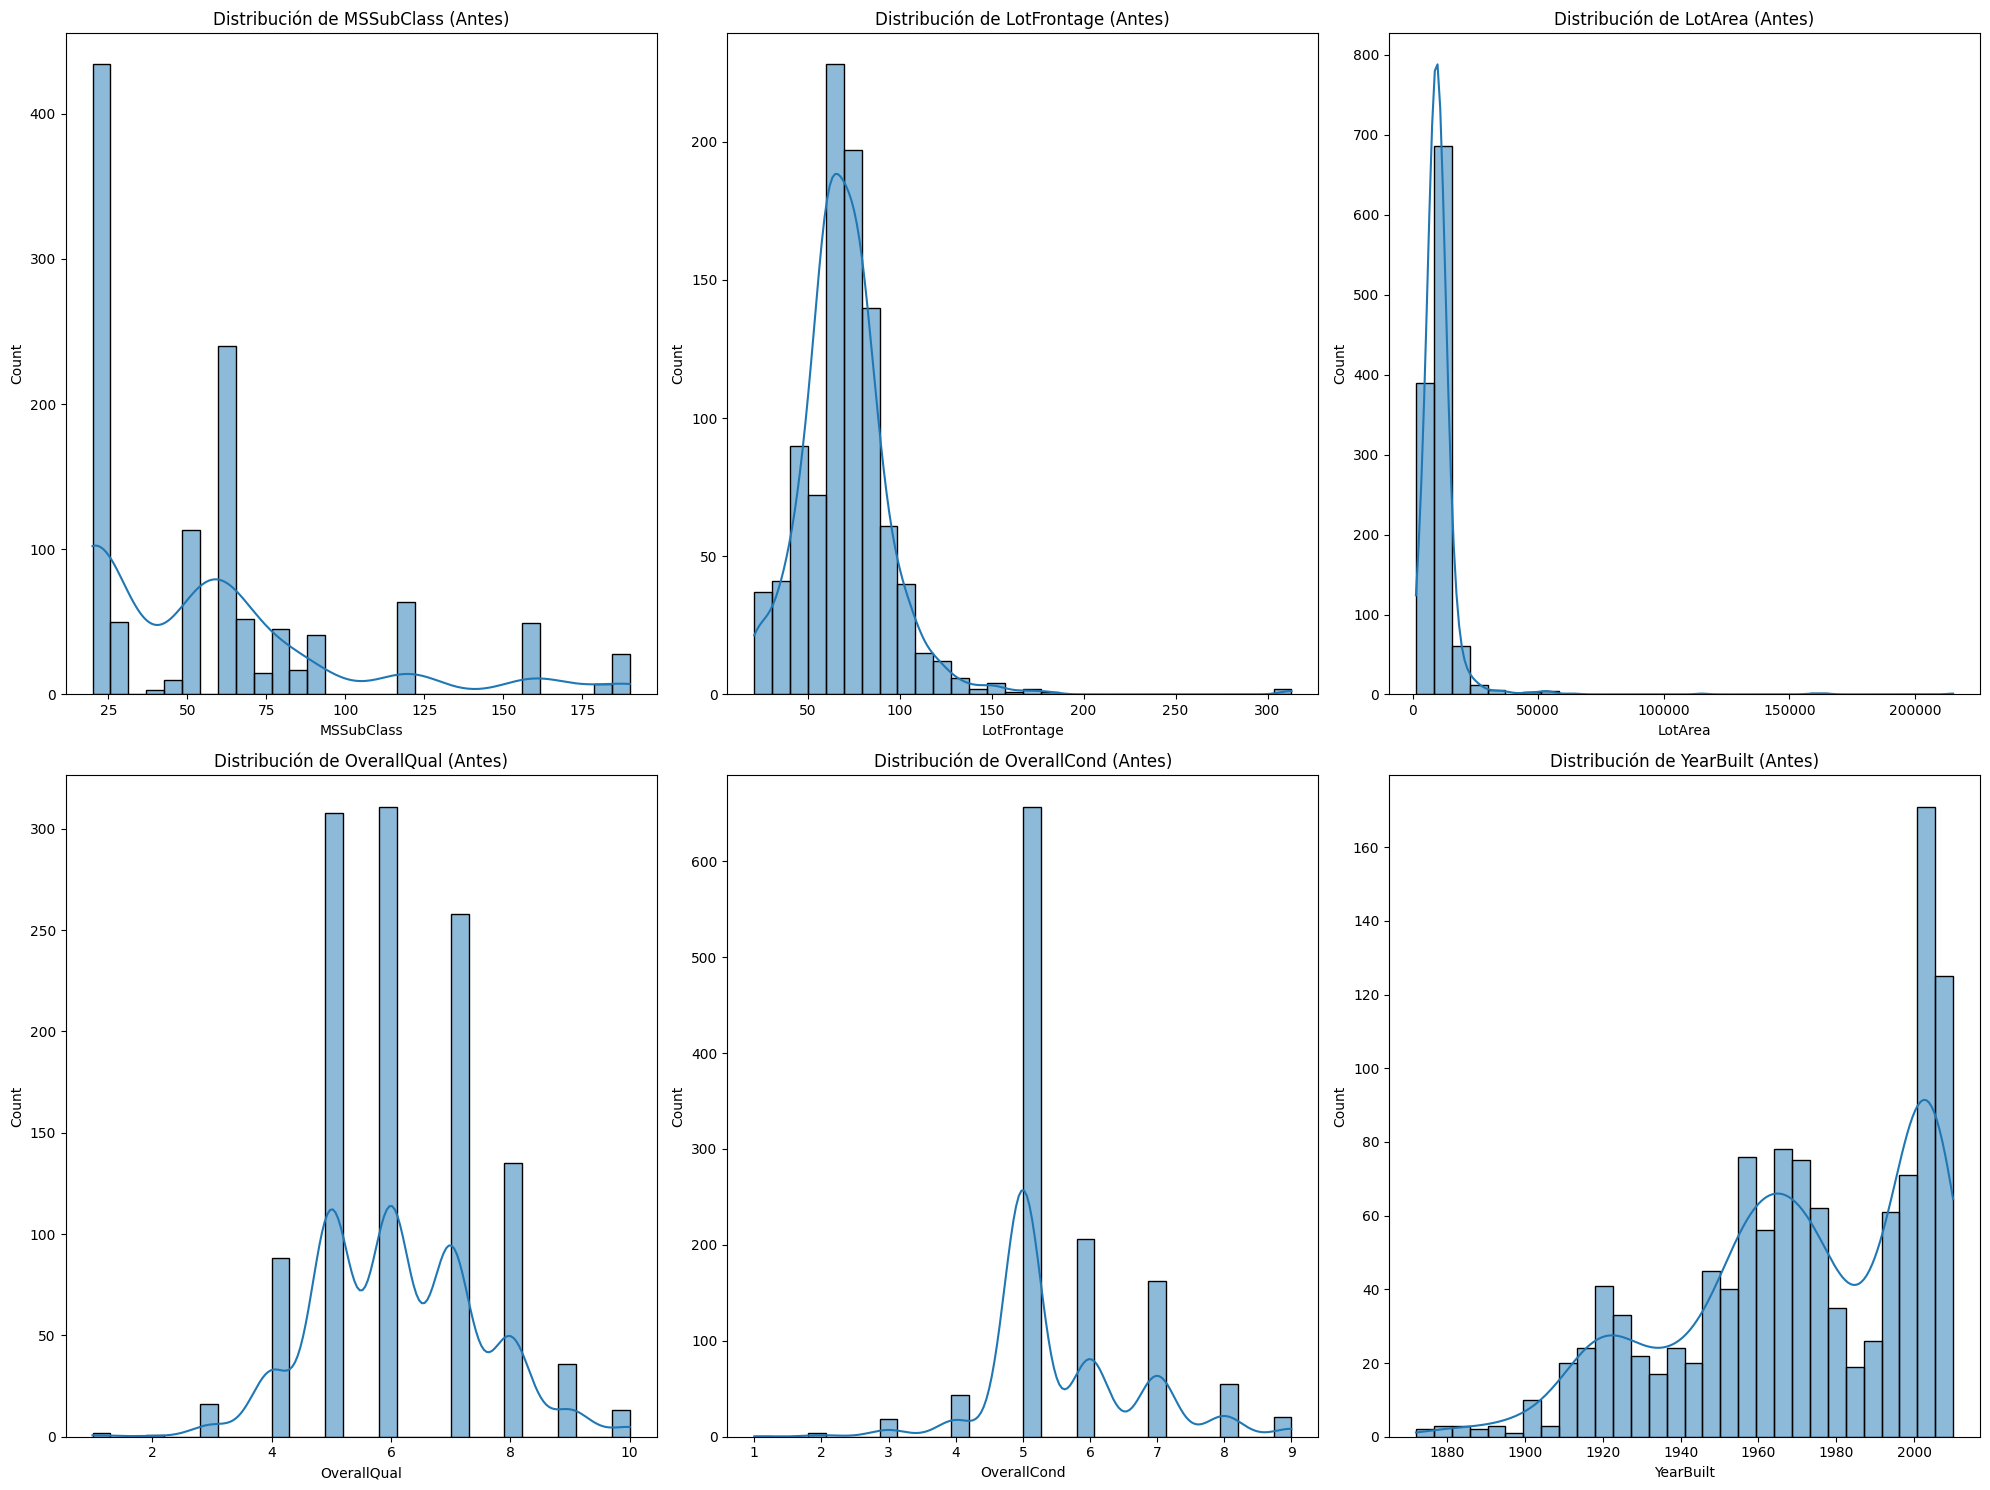 Distribución de MSSubClass (Antes)
Count
400
300
200
100
0
25 50 75 100 125 150 175
MSSubClass
Distribución de LotFrontage (Antes)
Count
200
150
100
50
0
50 100 150 200 250 300
LotFrontage
Distribución de LotArea (Antes)
Count
800
700
600
500
400
300
200
100
0
0 50000 100000 150000 200000
LotArea
Distribución de OverallQual (Antes)
Count
300
250
200
150
100
50
0
2 4 6 8 10
OverallQual
Distribución de OverallCond (Antes)
Count
600
500
400
300
200
100
0
1 2 3 4 5 6 7 8 9
OverallCond
Distribución de YearBuilt (Antes)
Count
160
140
120
100
80
60
40
20
0
1880 1900 1920 1940 1960 1980 2000
YearBuilt